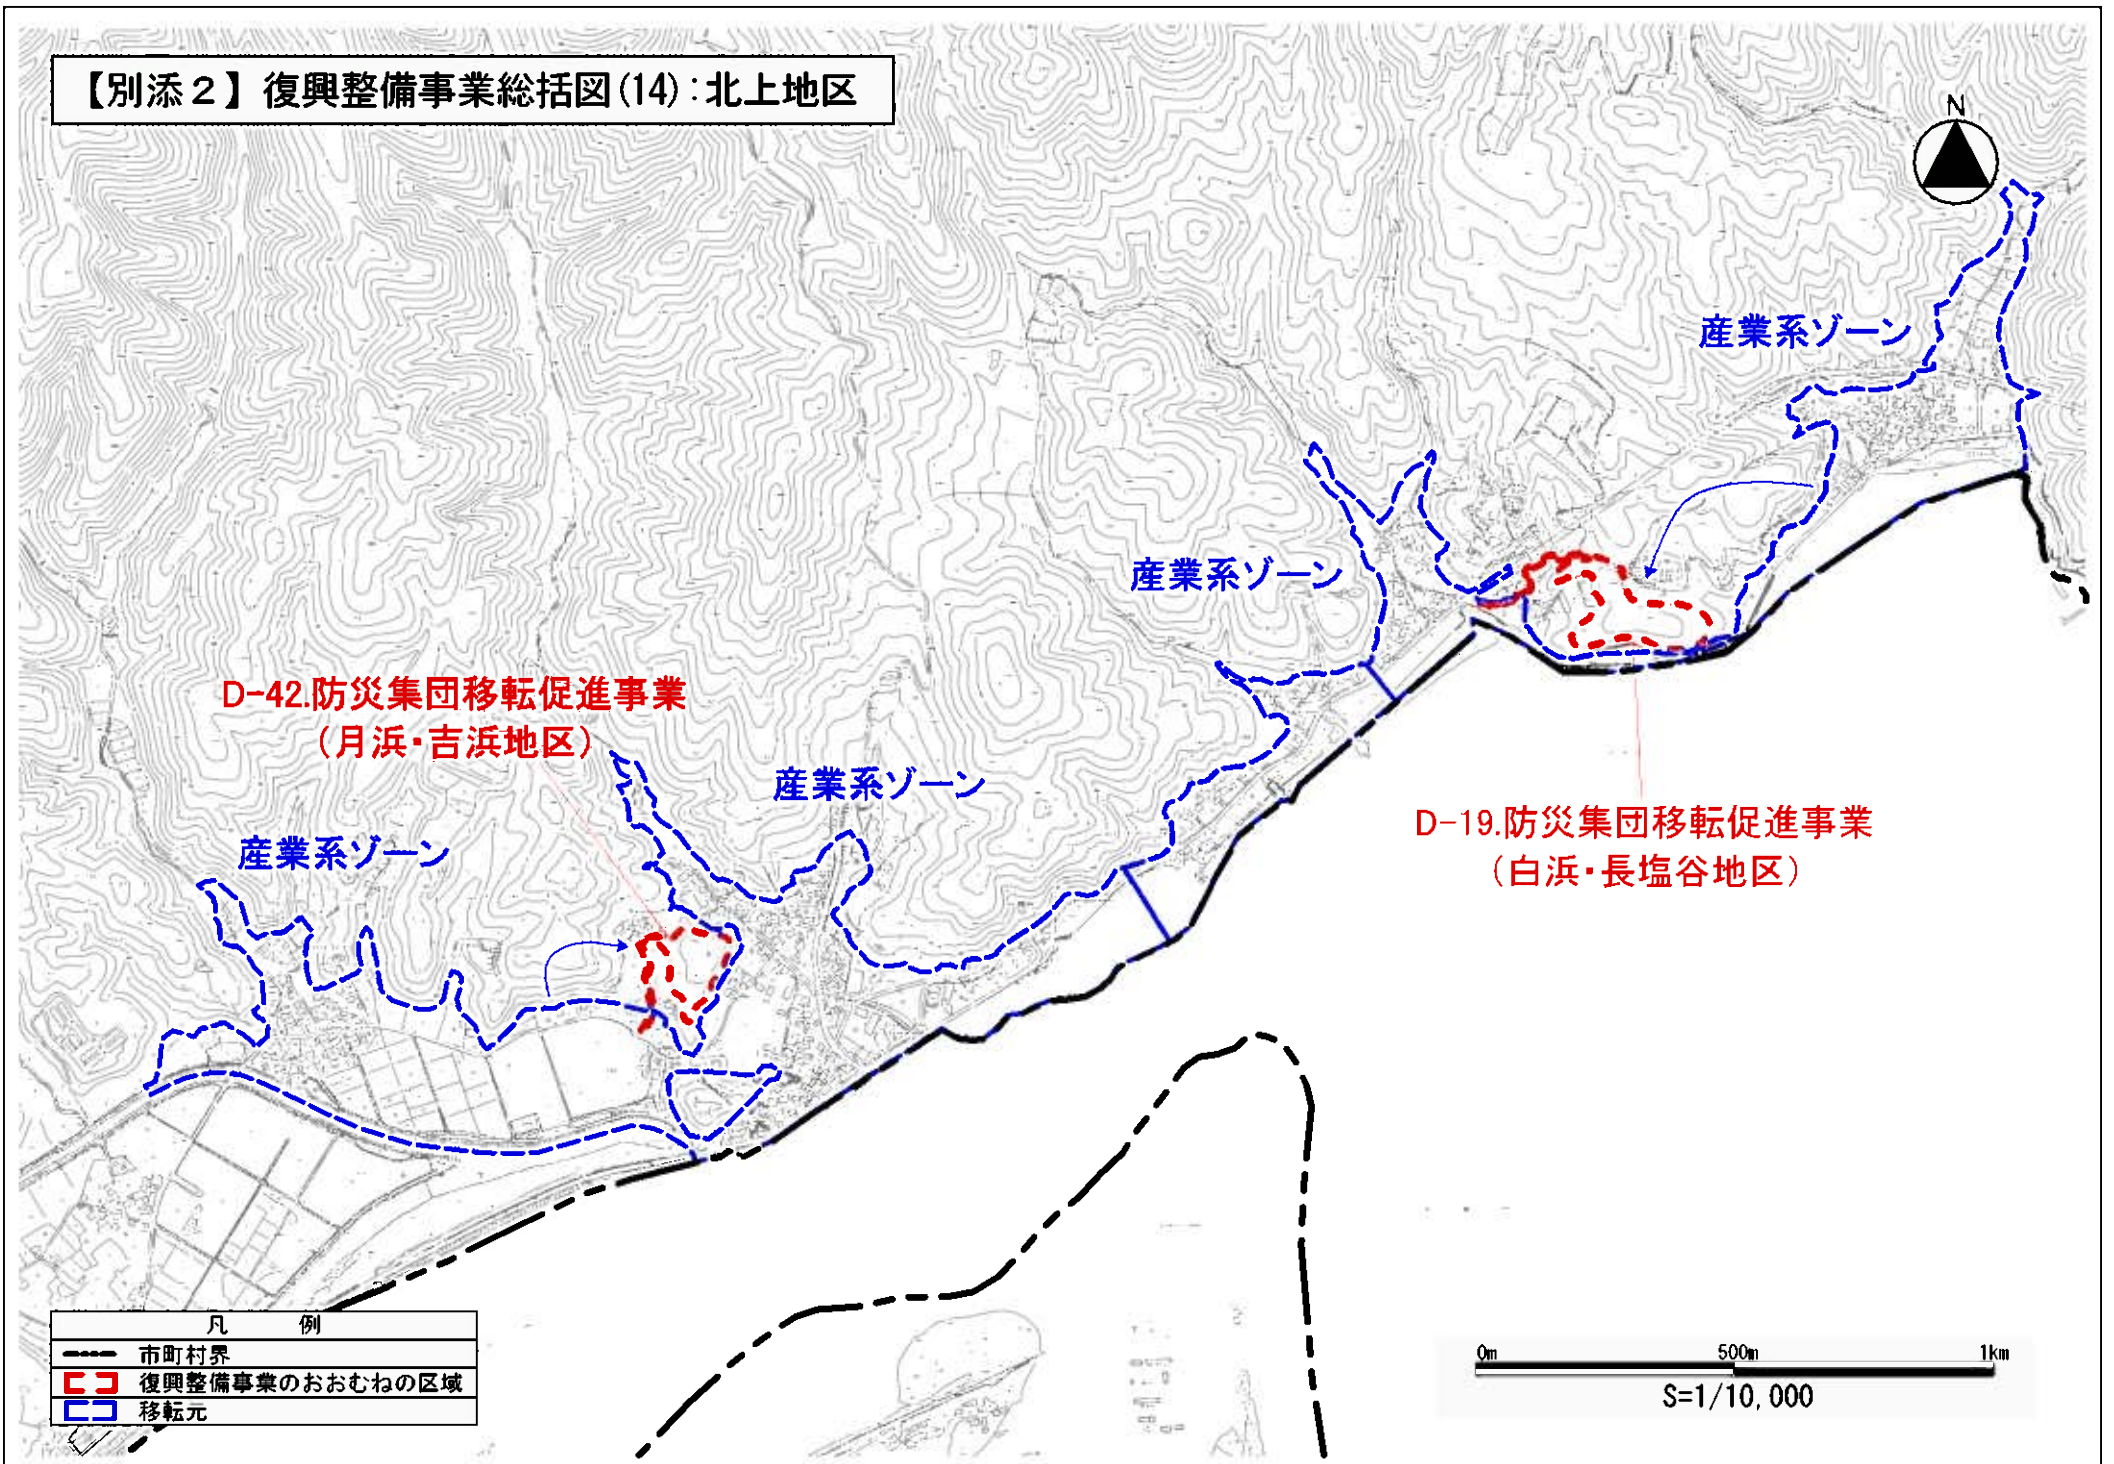 【別添２】復興整備事業総括図(14):北上地区
N
産業系ゾーン
産業系ゾーン
D-42.防災集団移転促進事業
(月浜・吉浜地区)
産業系ゾーン
産業系ゾーン
D-19.防災集団移転促進事業
(白浜・長塩谷地区)
凡　例
市町村界
復興整備事業のおおむねの区域
移転元
0m 500m 1km
S=1/10,000